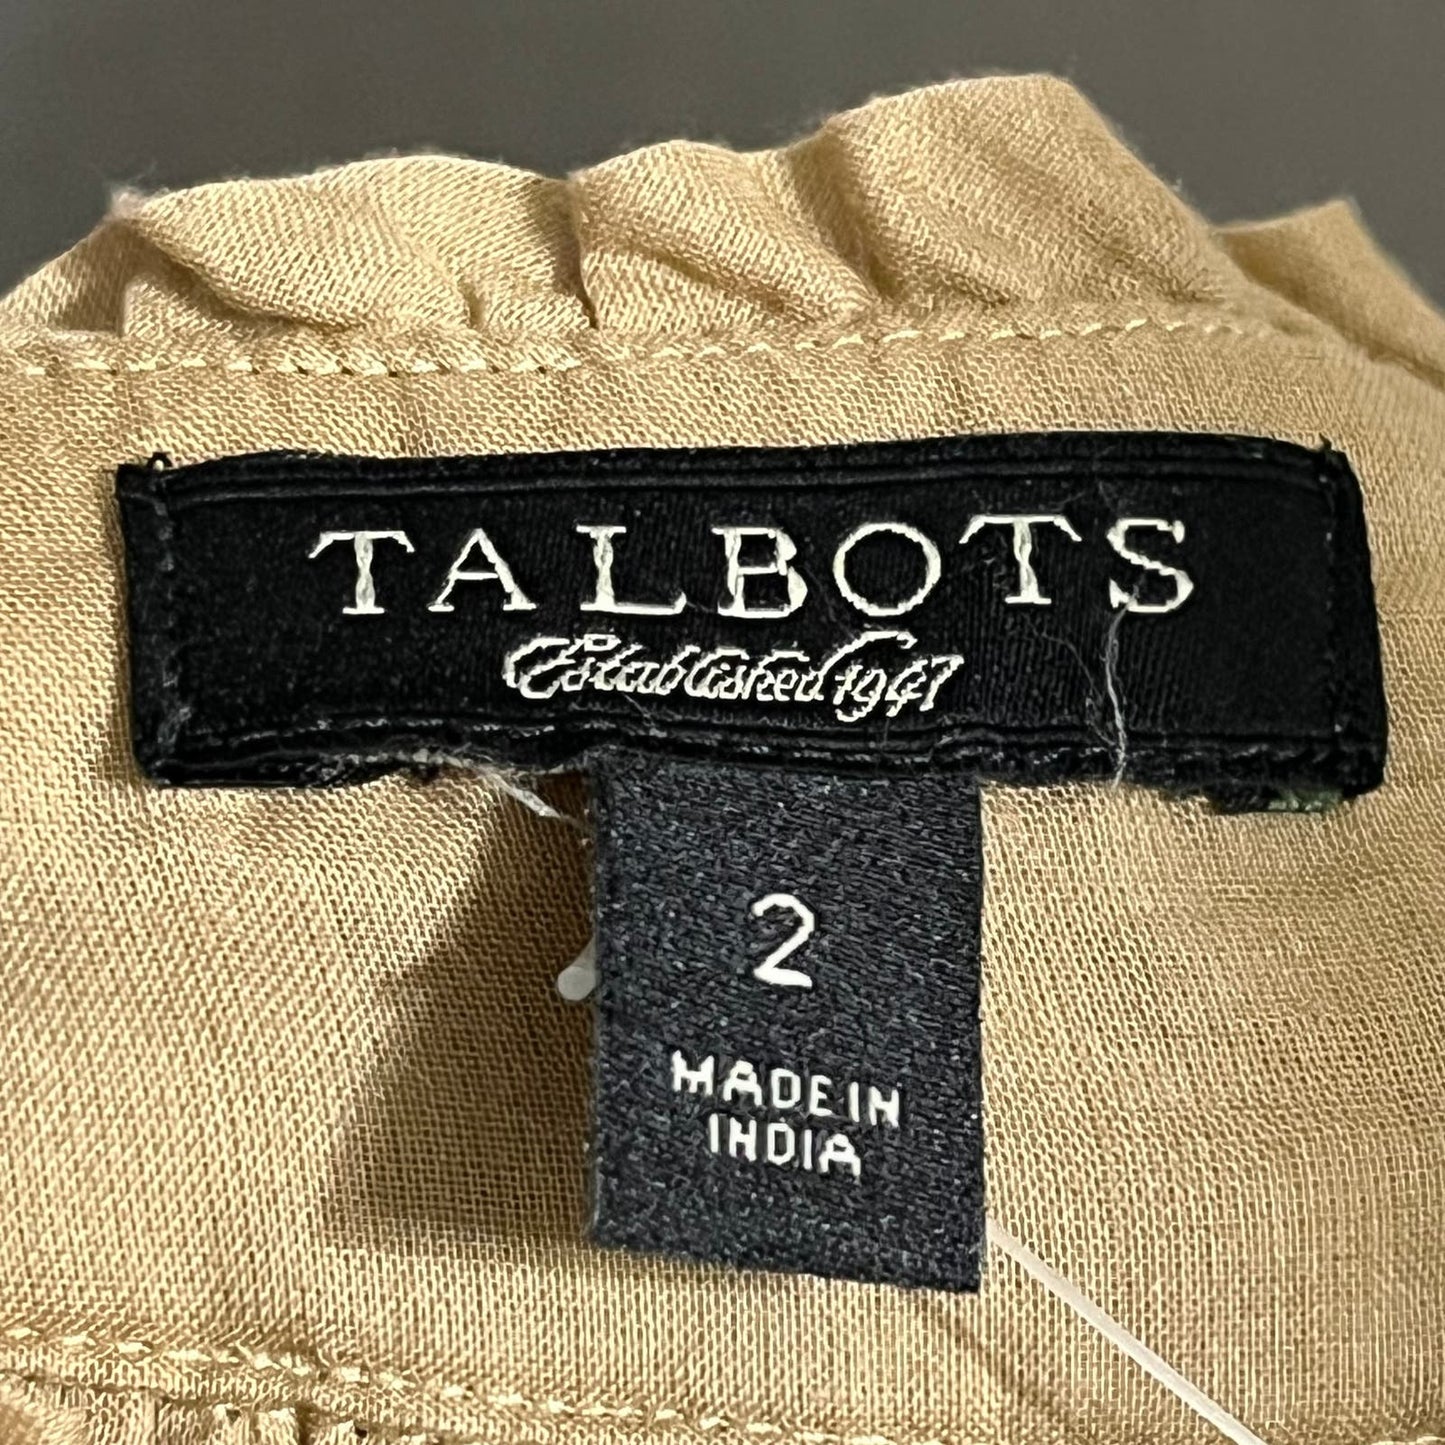 TALBOTS
Established 1947
2
MADE IN
INDIA